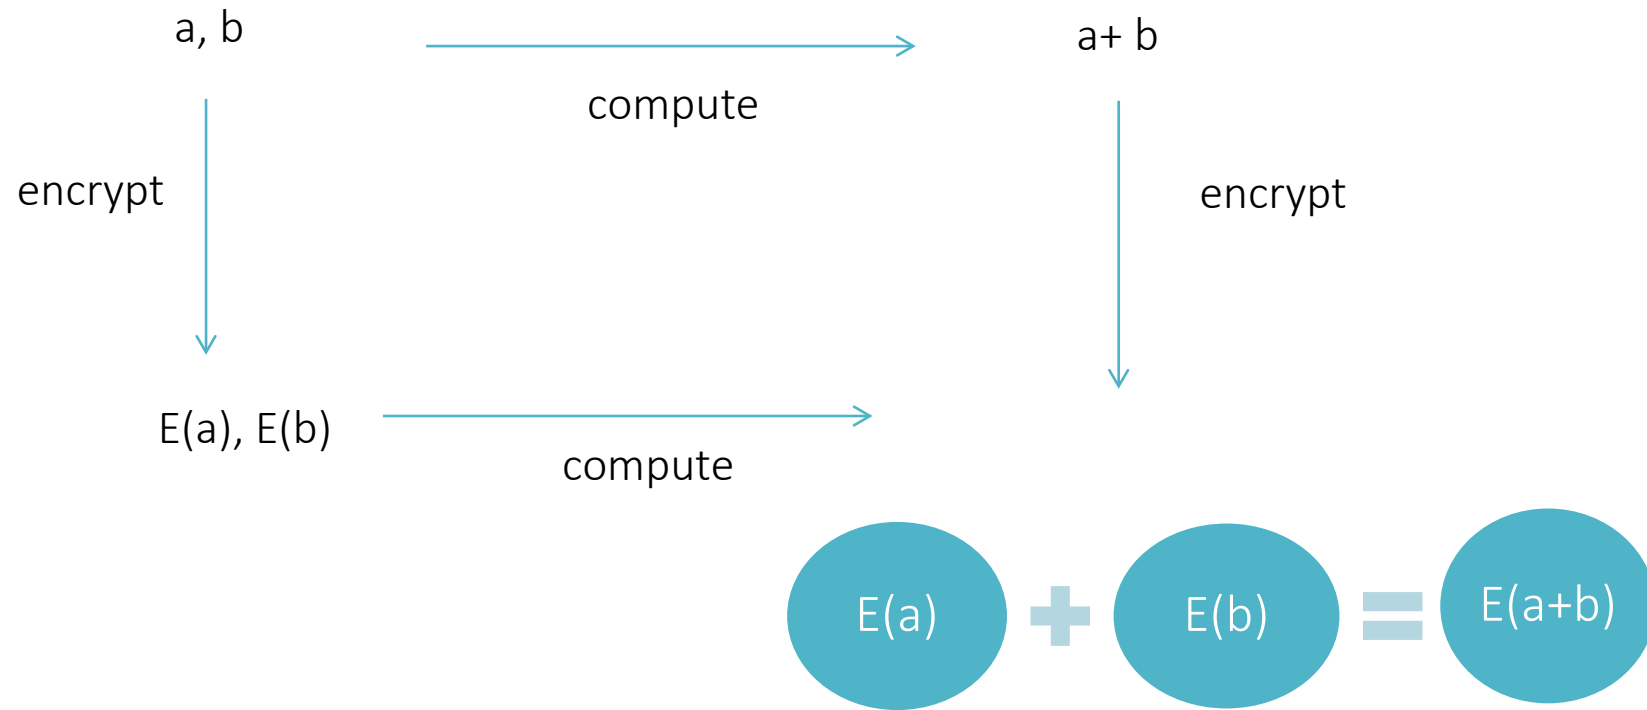 a, b
a+ b
compute
encrypt
encrypt
E(a), E(b)
compute
E(a) + E(b) = E(a+b)